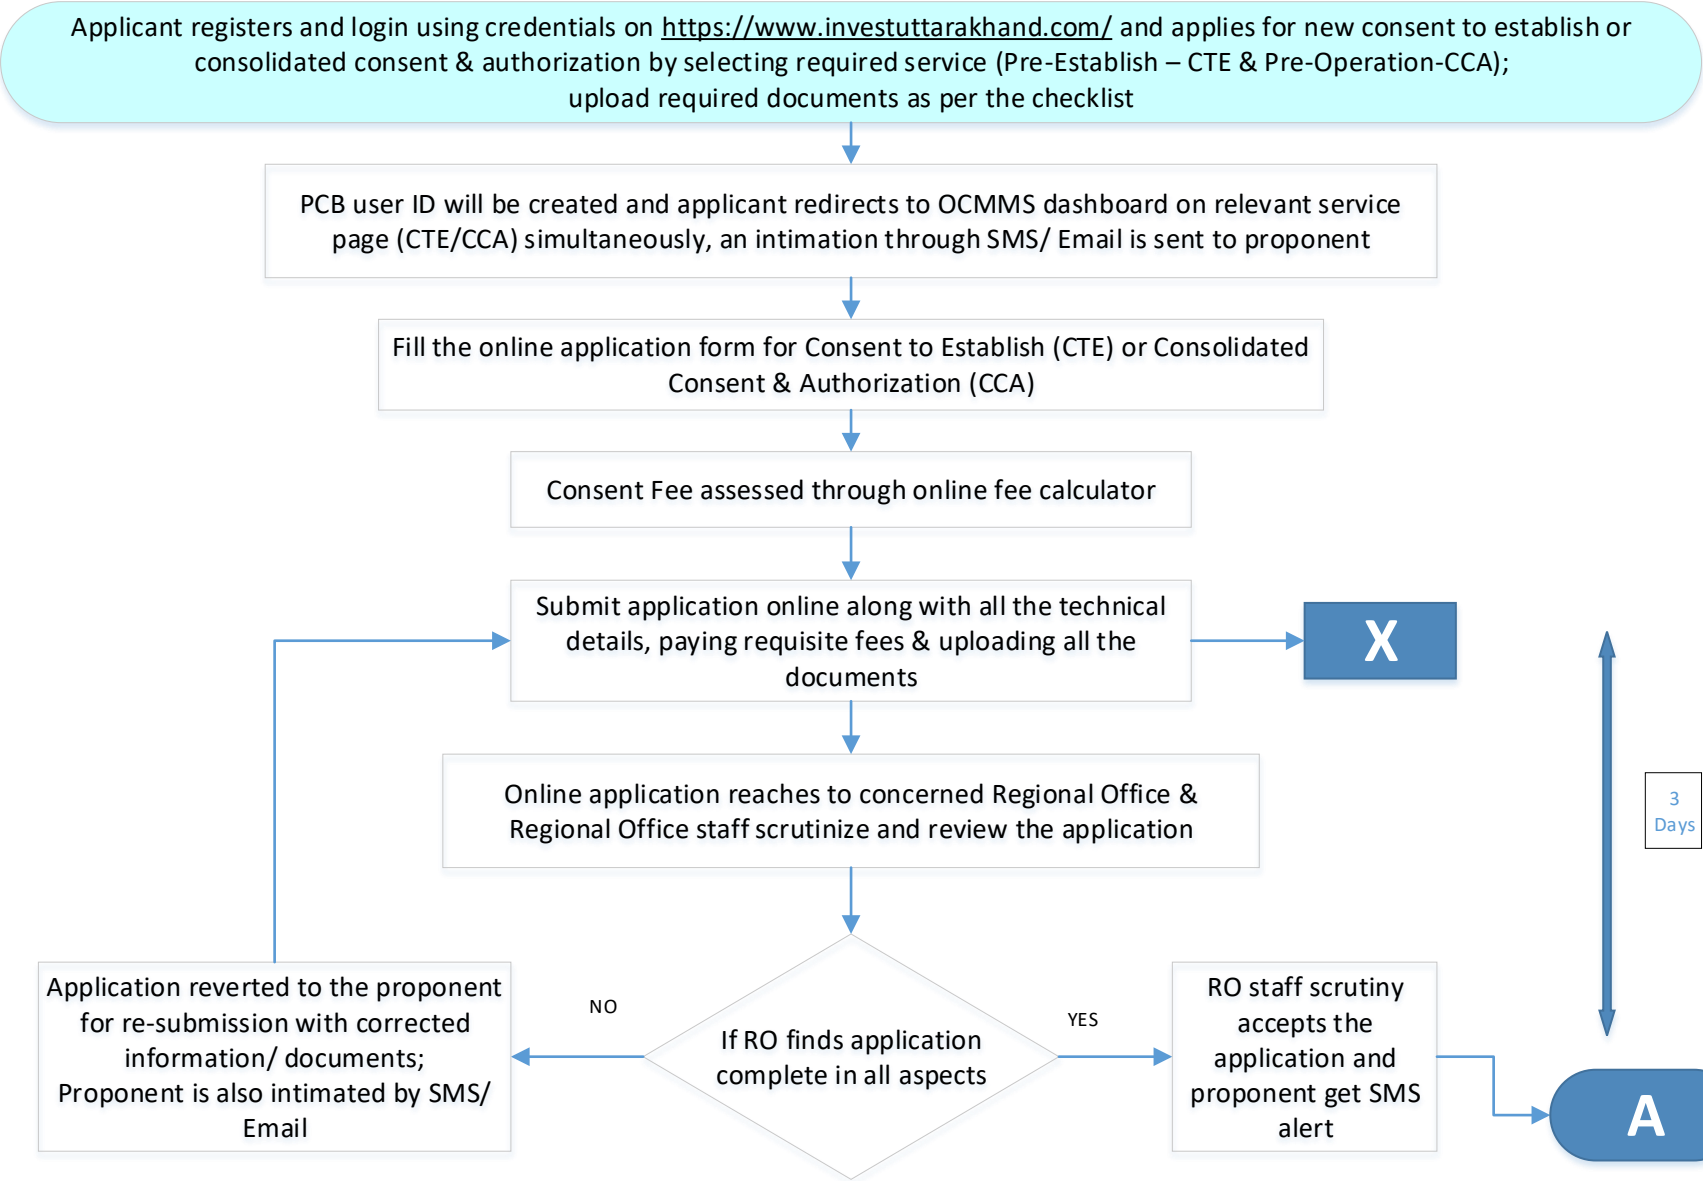 Applicant registers and login using credentials on https://www.investuttarakhand.com/ and applies for new consent to establish or
consolidated consent & authorization by selecting required service (Pre-Establish – CTE & Pre-Operation-CCA);
upload required documents as per the checklist
PCB user ID will be created and applicant redirects to OCMMS dashboard on relevant service
page (CTE/CCA) simultaneously, an intimation through SMS/ Email is sent to proponent
Fill the online application form for Consent to Establish (CTE) or Consolidated
Consent & Authorization (CCA)
Consent Fee assessed through online fee calculator
Submit application online along with all the technical
details, paying requisite fees & uploading all the
documents
X
Online application reaches to concerned Regional Office &
Regional Office staff scrutinize and review the application
3
Days
Application reverted to the proponent
for re-submission with corrected
information/ documents;
Proponent is also intimated by SMS/
Email
NO
If RO finds application
complete in all aspects
YES
RO staff scrutiny
accepts the
application and
proponent get SMS
alert
A